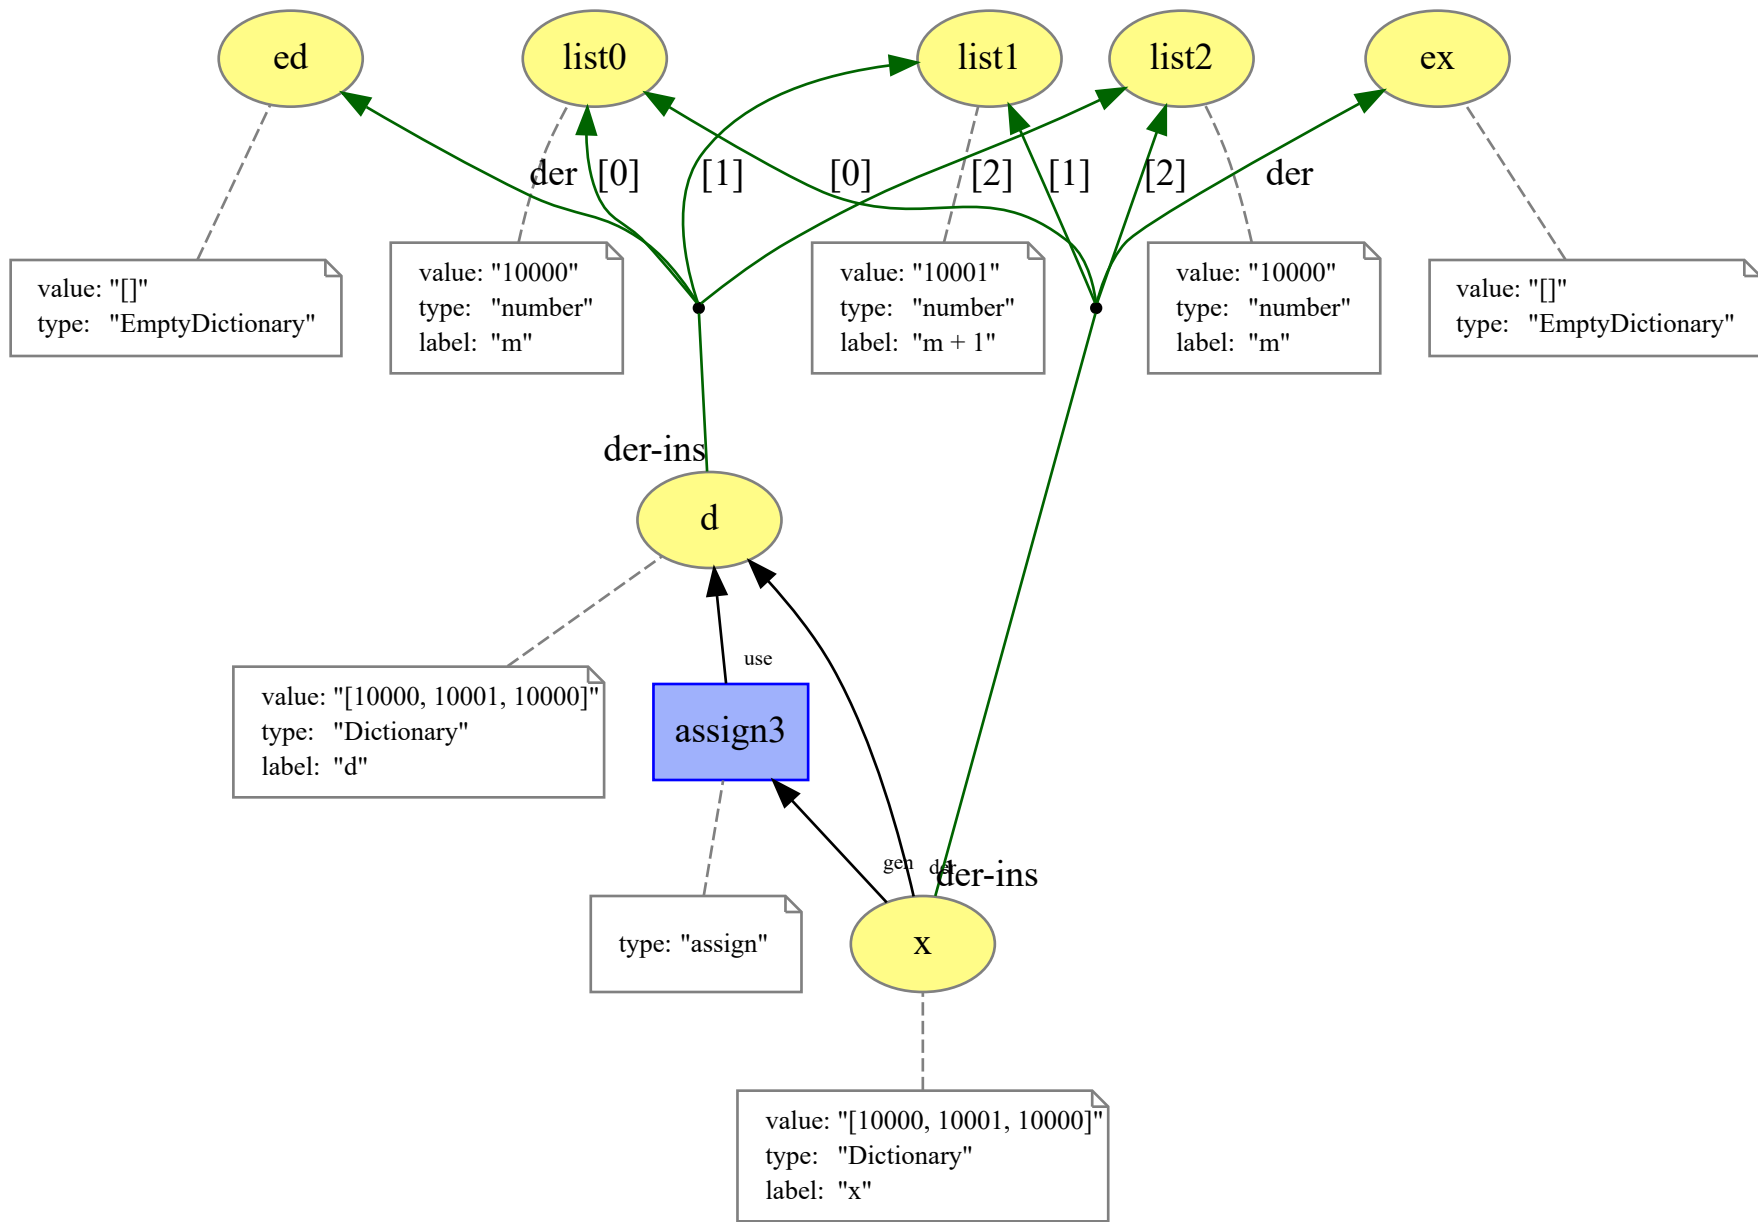 ed
list0
list1
list2
ex
der
[0]
[1]
[0]
[2]
[1]
[2]
der
value: "[]"
type: "EmptyDictionary"
value: "10000"
type: "number"
label: "m"
value: "10001"
type: "number"
label: "m + 1"
value: "10000"
type: "number"
label: "m"
value: "[]"
type: "EmptyDictionary"
der-ins
d
use
value: "[10000, 10001, 10000]"
type: "Dictionary"
label: "d"
assign3
gen
der
der-ins
type: "assign"
x
value: "[10000, 10001, 10000]"
type: "Dictionary"
label: "x"